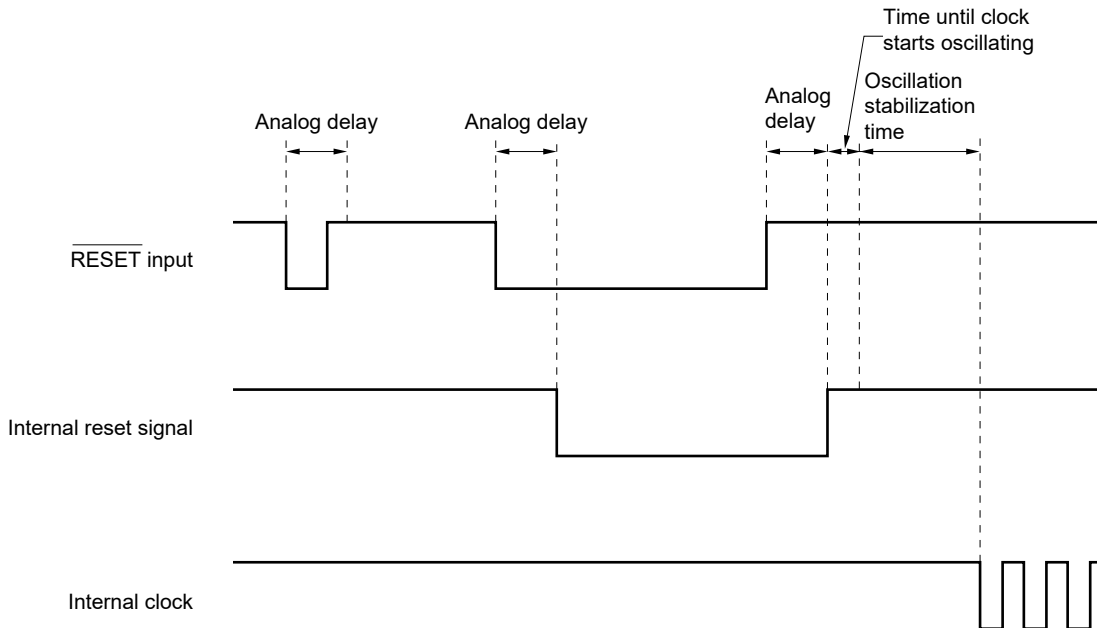 Time until clock
starts oscillating
Analog delay
Analog delay
Analog
delay
Oscillation
stabilization
time
RESET input
Internal reset signal
Internal clock